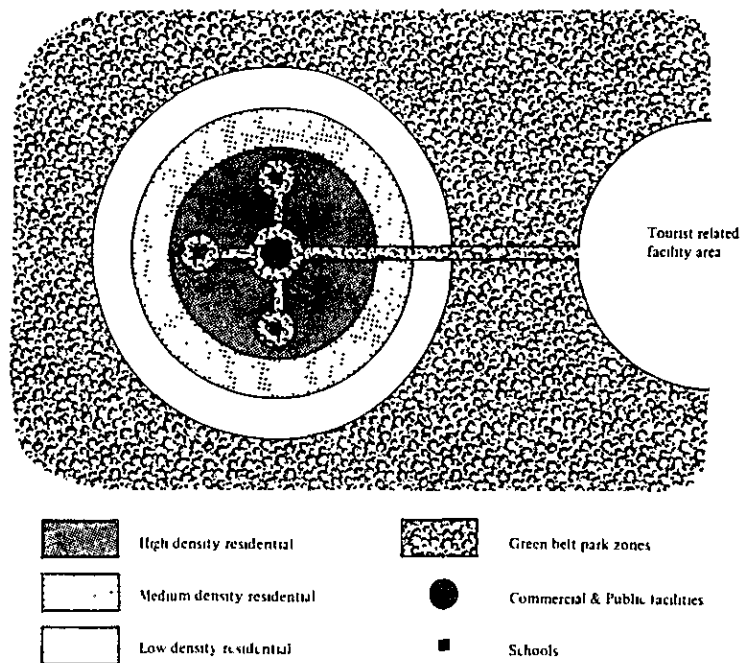 Tourist related
facility area
High density residential
Medium density residential
Low density residential
Green belt park zones
Commercial & Public facilities
Schools